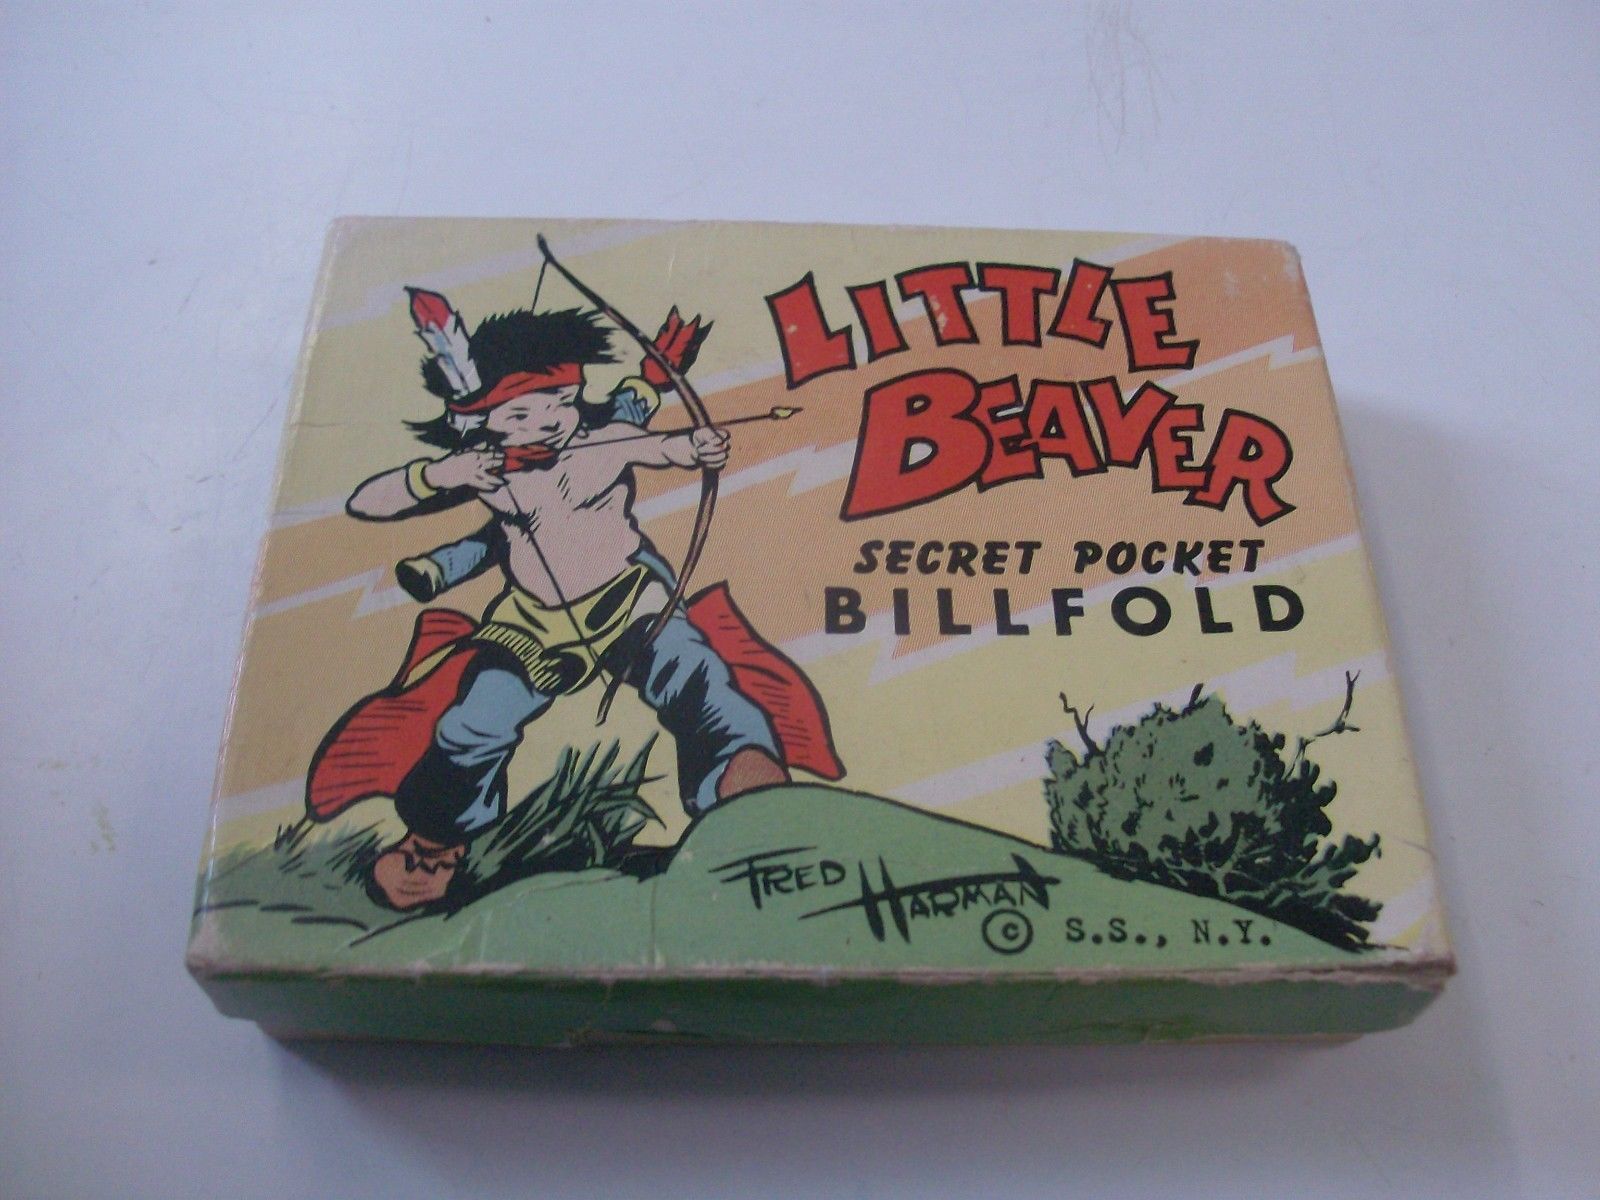 LITTLE
BEAVER
SECRET POCKET
BILLFOLD
FRED HARMAN
© S.S., N.Y.